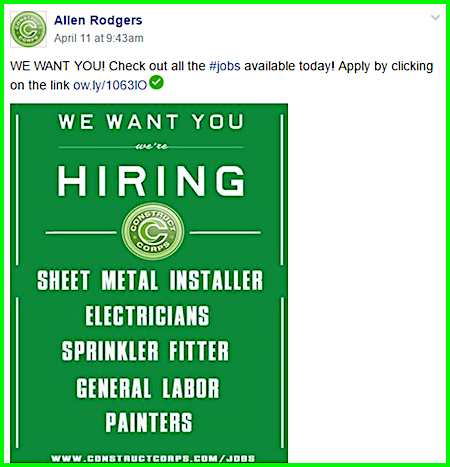 Allen Rodgers
April 11 at 9:43am
WE WANT YOU! Check out all the #jobs available today! Apply by clicking
on the link ow.ly/1063IO
WE WANT YOU
we're
HIRING
CONSTRUCT
C
CORPS
SHEET METAL INSTALLER
ELECTRICIANS
SPRINKLER FITTER
GENERAL LABOR
PAINTERS
WWW.CONSTRUCTCORPS.COM/JOBS